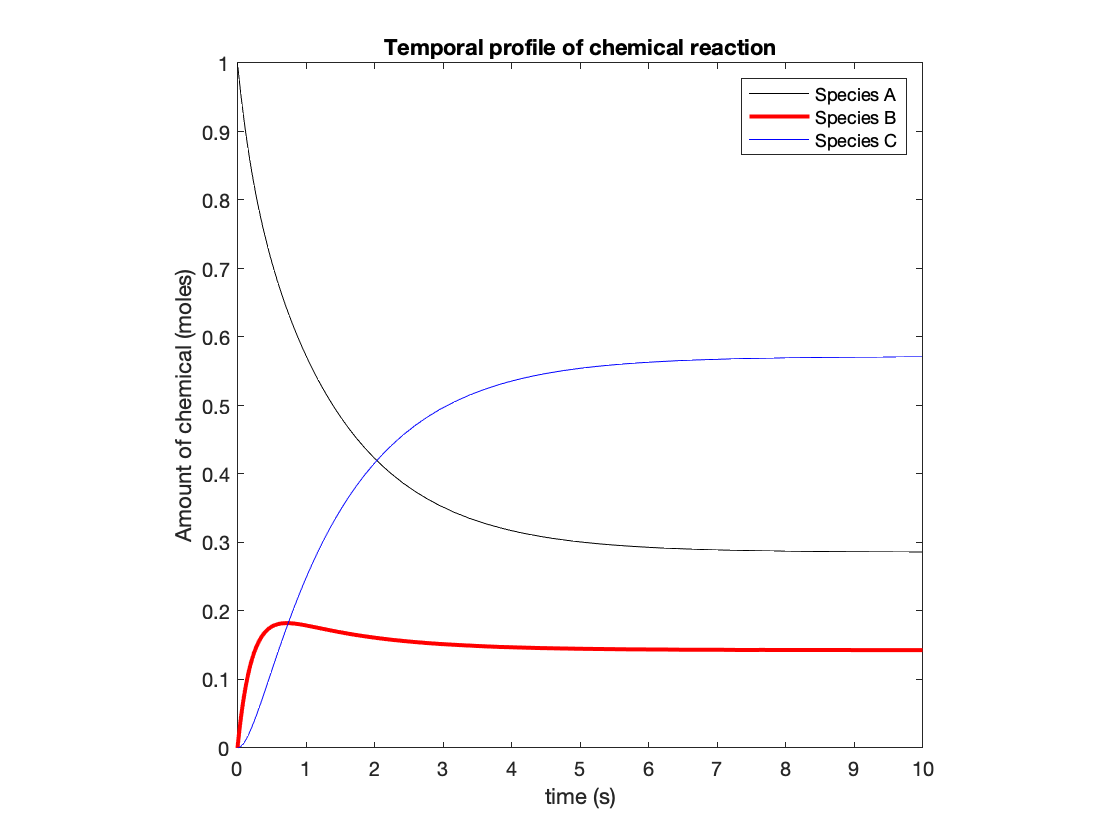 Temporal profile of chemical reaction
Species A
Species B
Species C
Amount of chemical (moles)
1
0.9
0.8
0.7
0.6
0.5
0.4
0.3
0.2
0.1
0
0 1 2 3 4 5 6 7 8 9 10
time (s)